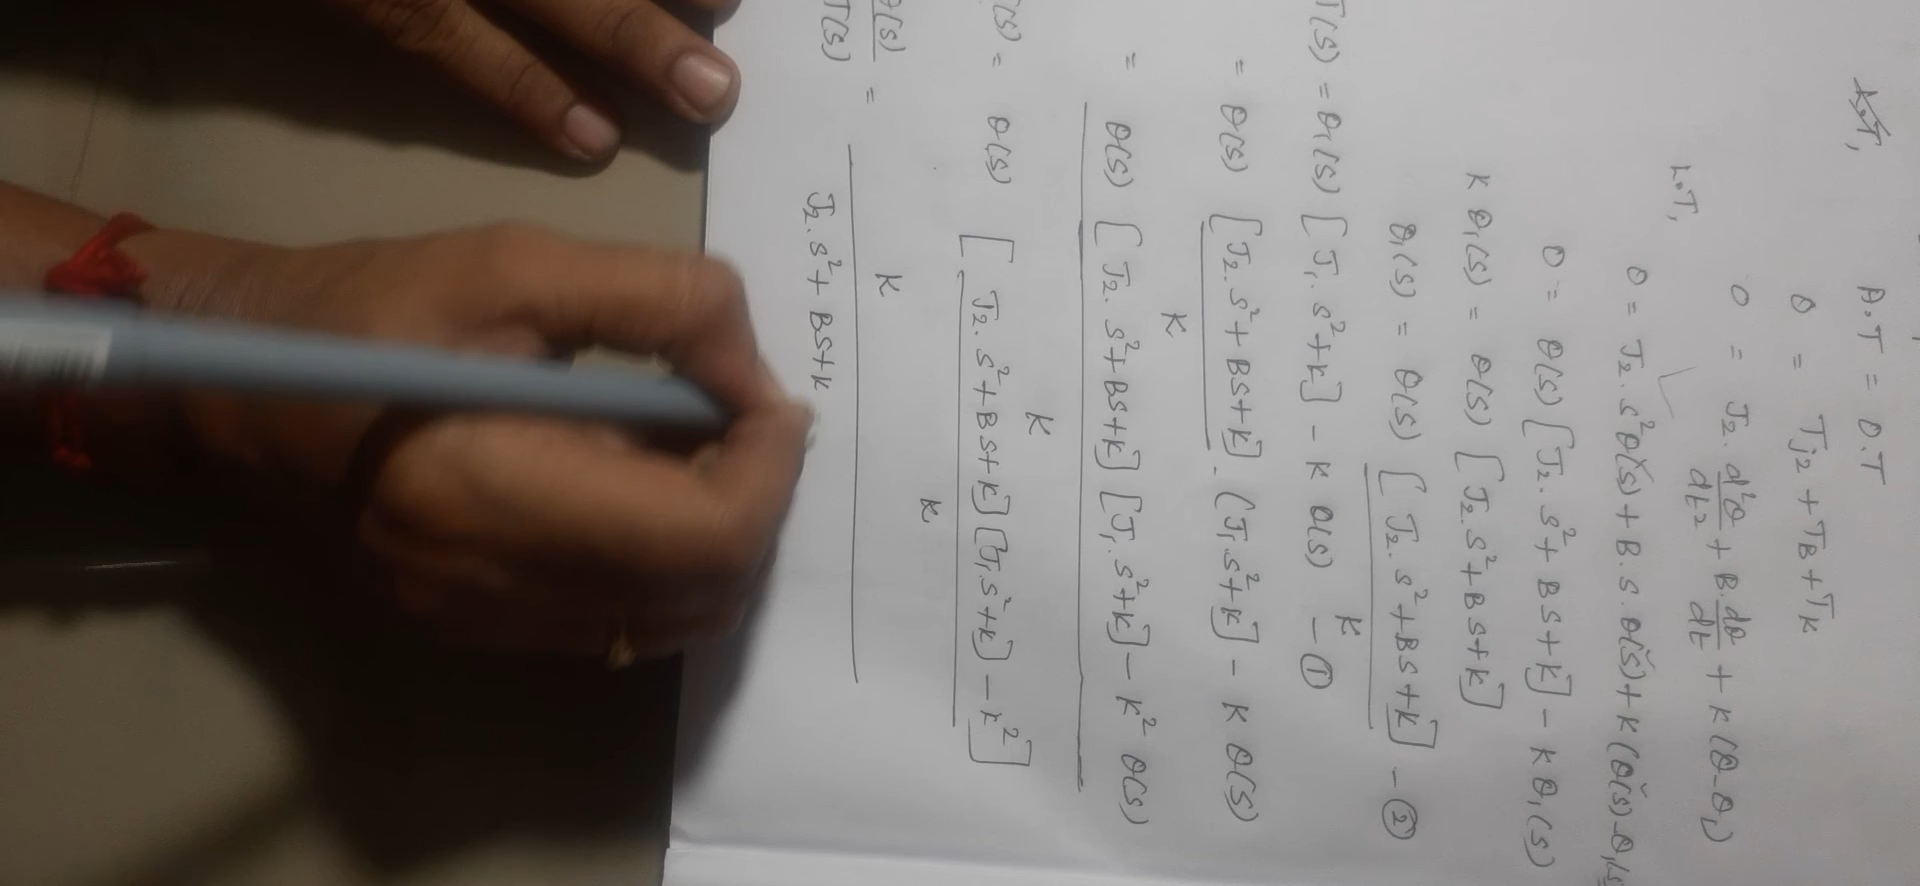 A.T = O.T
0 = Tj2 + TB + TK
0 = J2 . d²θ/dt² + B . dθ/dt + K (θ - θ1)
L.T,
0 = J2 . s²θ(s) + B . s . θ(s) + K (θ(s) - θ1(s
0 = θ(s) [J2 . s² + BS + K] - K θ1(s)
K θ1(s) = θ(s) [J2 . s² + BS + K]
θ1(s) = θ(s) [J2 . s² + BS + K] / K - ②
T(s) = θ1(s) [J1 . s² + K] - K θ(s) - ①
= θ(s) [J2 . s² + BS + K] / K . (J1 . s² + K] - K θ(s)
= θ(s) [J2 . s² + BS + K] [J1 . s² + K] - K² θ(s) / K
(s) = θ(s) [ [J2 . s² + BS + K] [J1 . s² + K] - K² / K ]
θ(s) / T(s) = K / J2 . s² + BS + K